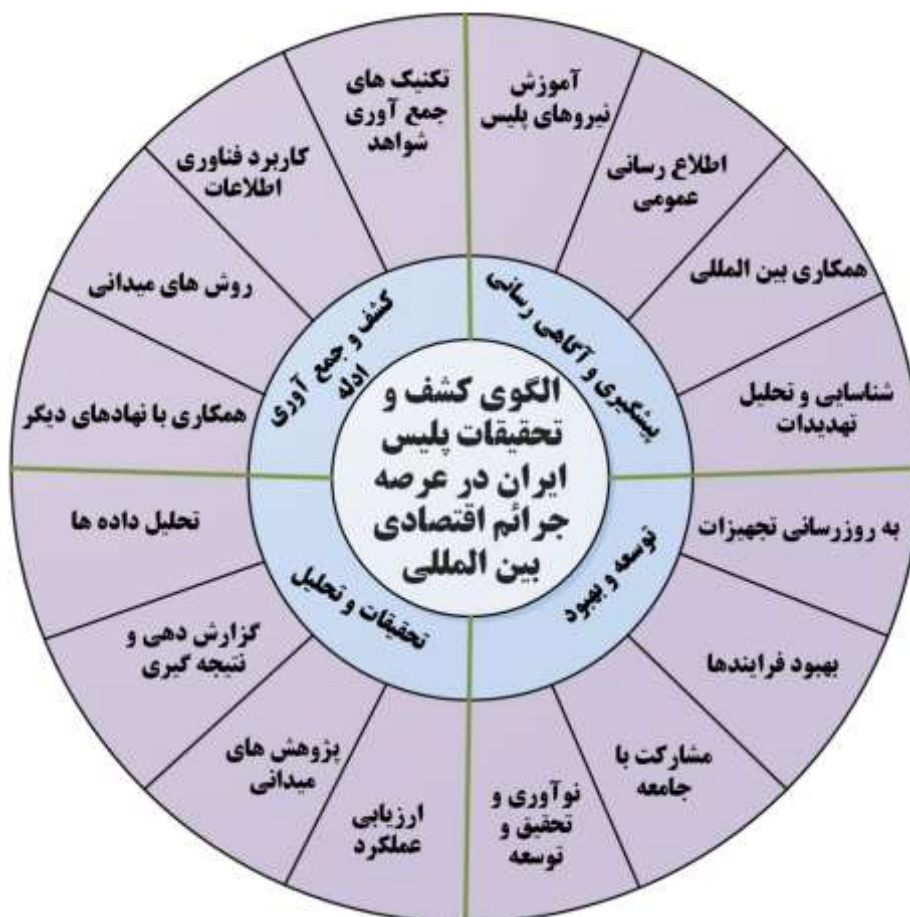 الگوی کشف و
تحقیقات پلیس
ایران در عرصه
جرائم اقتصادی
بین المللی
پیشگیری و آگاهی رسانی
آموزش
نیروهای پلیس
اطلاع رسانی
عمومی
همکاری بین المللی
شناسایی و تحلیل
تهدیدات
توسعه و بهبود
به روزرسانی تجهیزات
بهبود فرایندها
مشارکت با
جامعه
نوآوری و
تحقیق و
توسعه
تحقیقات و تحلیل
ارزیابی
عملکرد
پژوهش های
میدانی
گزارش دهی و
نتیجه گیری
تحلیل داده ها
کشف و جمع آوری
ادله
همکاری با نهادهای دیگر
روش های میدانی
کاربرد فناوری
اطلاعات
تکنیک های
جمع آوری
شواهد